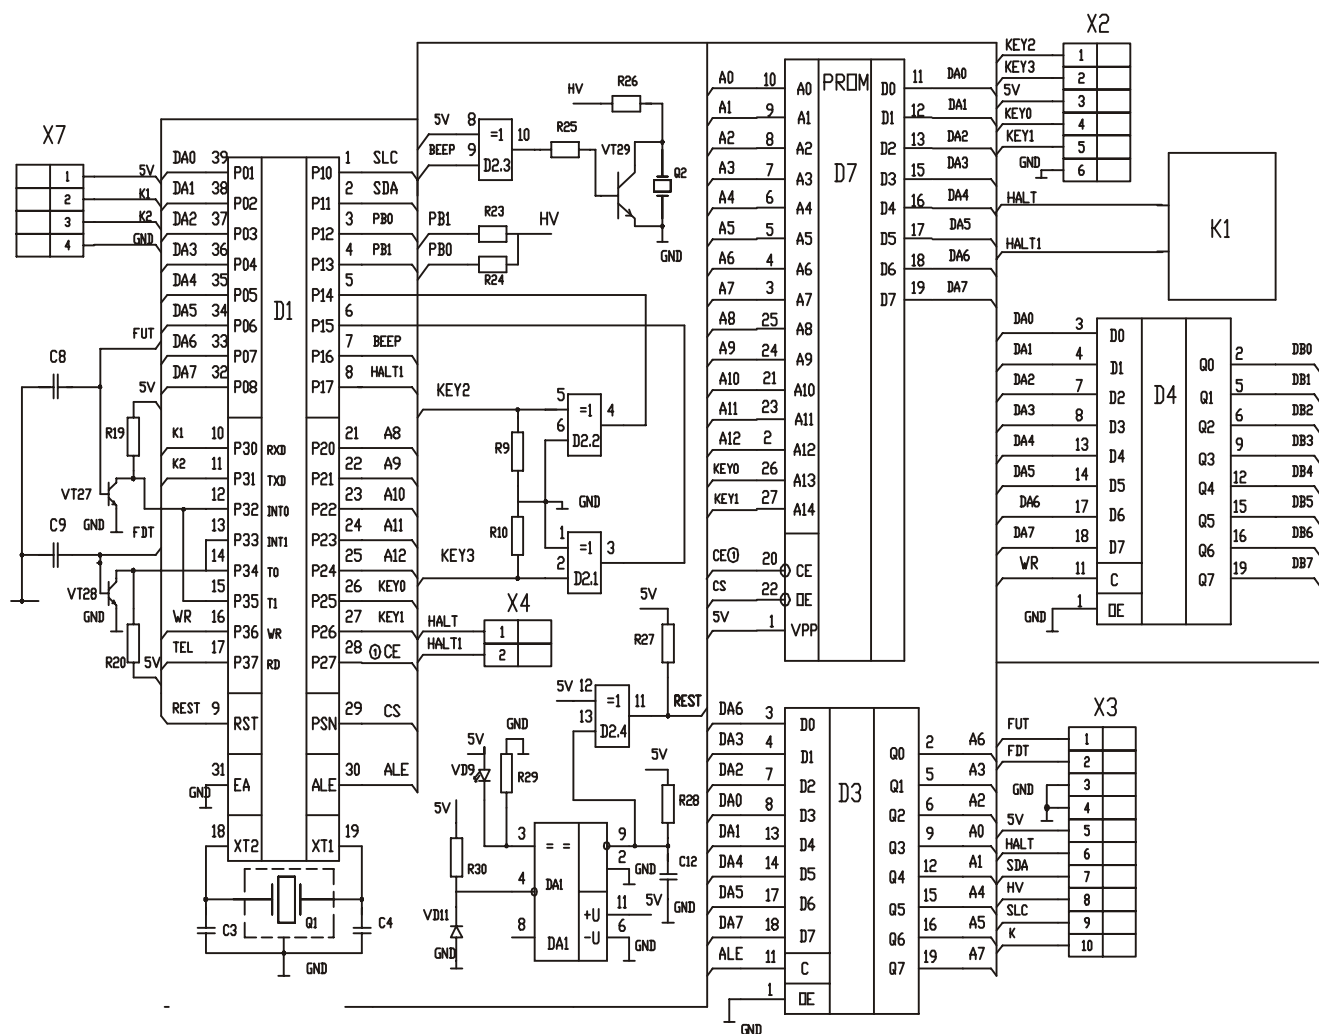 X7
1 5V
2 K1
3 K2
4 GND
DA0 39 P01
DA1 38 P02
DA2 37 P03
DA3 36 P04
DA4 35 P05
DA5 34 P06
DA6 33 P07
DA7 32 P08
K1 10 P30 RXD
K2 11 P31 TXD
12 P32 INT0
13 P33 INT1
14 P34 T0
15 P35 T1
WR 16 P36 WR
TEL 17 P37 RD
REST 9 RST
31 EA
GND
18 XT2
D1
P10 1 SLC
P11 2 SDA
P12 3 PB0
P13 4 PB1
P14 5
P15 6
P16 7 BEEP
P17 8 HALT1
P20 21 A8
P21 22 A9
P22 23 A10
P23 24 A11
P24 25 A12
P25 26 KEY0
P26 27 KEY1
P27 28 ①CE
PSN 29 CS
ALE 30 ALE
XT1 19
FUT
C8
5V
R19
VT27
GND
C9
FDT
VT28
GND
R20
5V
C3
Q1
C4
GND
5V 8
BEEP 9
=1
D2.3
10
R25
HV
R26
VT29
Q2
GND
PB1 R23 HV
PB0 R24
KEY2
5
6
=1
D2.2
4
R9
GND
R10
KEY3
1
2
=1
D2.1
3
X4
HALT 1
HALT1 2
5V
R27
5V 12
13
=1
D2.4
11
REST
5V
VD9
GND
R29
5V
R28
5V
R30
3
4
8
= =
DA1
DA1
+U
-U
9
2
11
6
GND
5V
GND
C12
GND
VD11
GND
PROM
D7
A0 10 A0
A1 9 A1
A2 8 A2
A3 7 A3
A4 6 A4
A5 5 A5
A6 4 A6
A7 3 A7
A8 25 A8
A9 24 A9
A10 21 A10
A11 23 A11
A12 2 A12
KEY0 26 A13
KEY1 27 A14
CE① 20 CE
CS 22 OE
5V 1 VPP
D0 11 DA0
D1 12 DA1
D2 13 DA2
D3 15 DA3
D4 16 DA4
D5 17 DA5
D6 18 DA6
D7 19 DA7
X2
KEY2 1
KEY3 2
5V 3
KEY0 4
KEY1 5
GND 6
HALT
HALT1
K1
DA0 3 D0
DA1 4 D1
DA2 7 D2
DA3 8 D3
DA4 13 D4
DA5 14 D5
DA6 17 D6
DA7 18 D7
WR 11 C
GND 1 OE
D4
Q0 2 DB0
Q1 5 DB1
Q2 6 DB2
Q3 9 DB3
Q4 12 DB4
Q5 15 DB5
Q6 16 DB6
Q7 19 DB7
DA6 3 D0
DA3 4 D1
DA2 7 D2
DA0 8 D3
DA1 13 D4
DA4 14 D5
DA5 17 D6
DA7 18 D7
ALE 11 C
1 OE
GND
D3
Q0 2 A6
Q1 5 A3
Q2 6 A2
Q3 9 A0
Q4 12 A1
Q5 15 A4
Q6 16 A5
Q7 19 A7
X3
FUT 1
FDT 2
GND 3
4
5V 5
HALT 6
SDA 7
HV 8
SLC 9
K 10